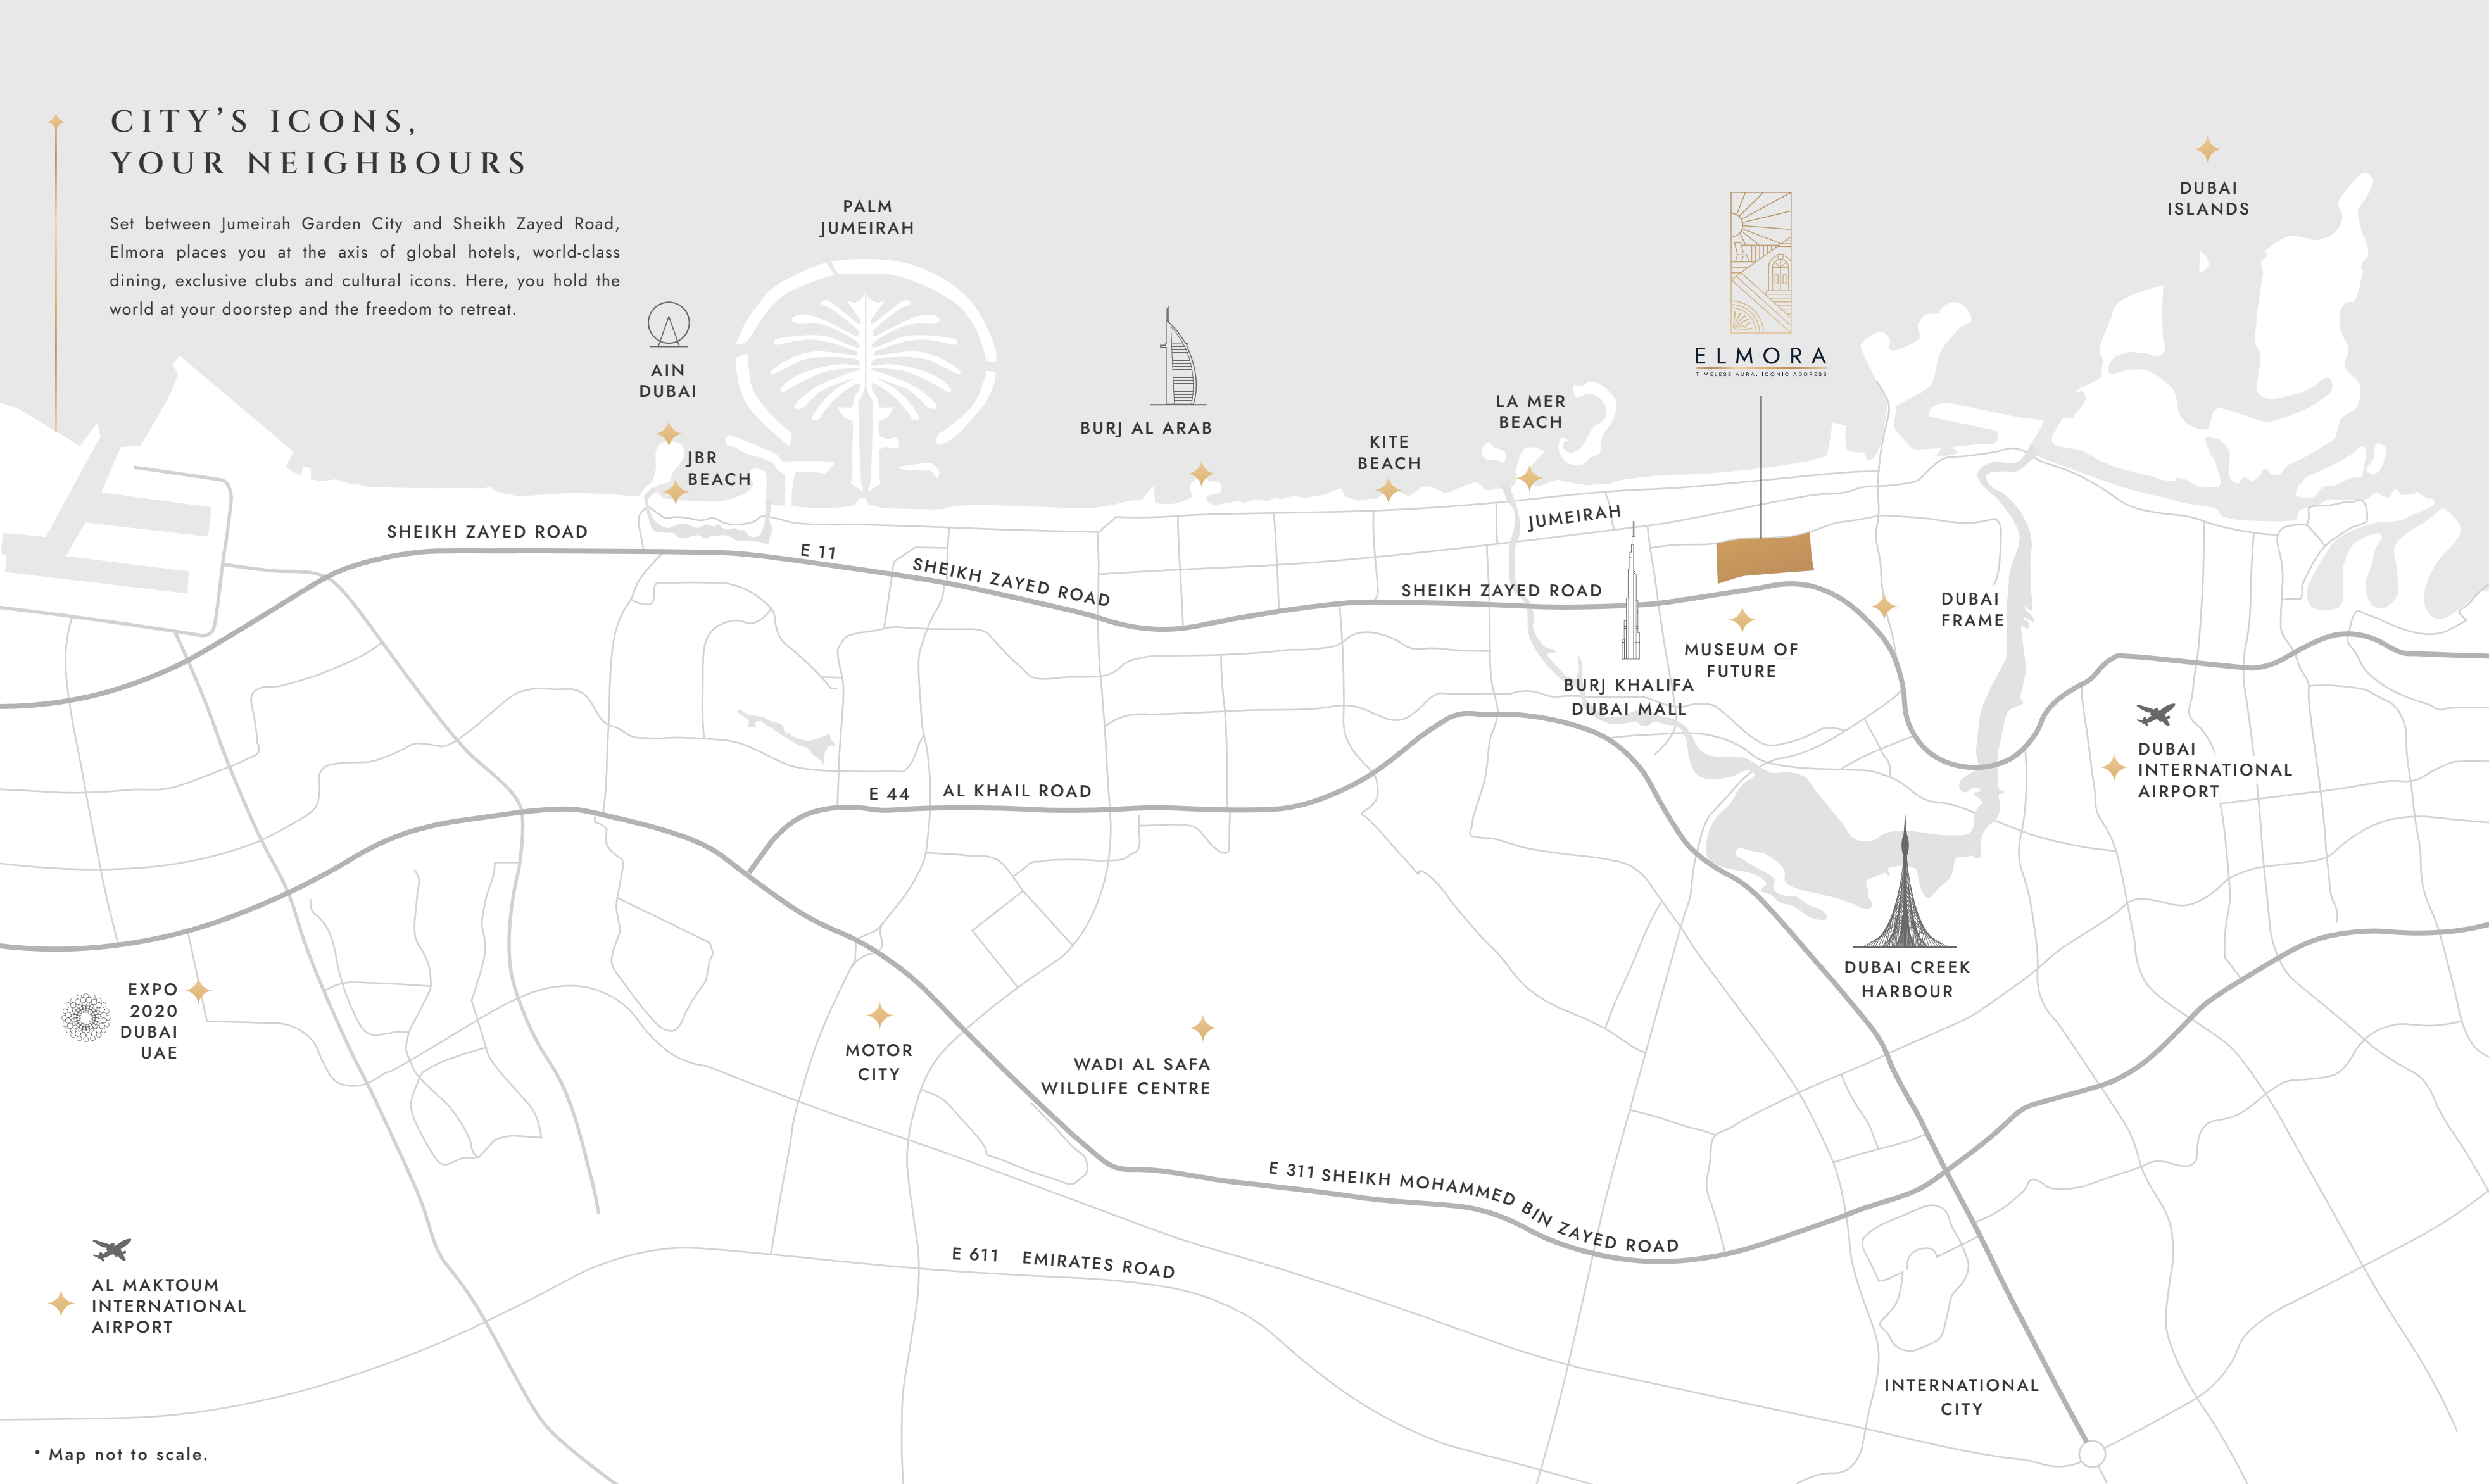 CITY’S ICONS,
YOUR NEIGHBOURS
Set between Jumeirah Garden City and Sheikh Zayed Road,
Elmora places you at the axis of global hotels, world-class
dining, exclusive clubs and cultural icons. Here, you hold the
world at your doorstep and the freedom to retreat.
PALM
JUMEIRAH
AIN
DUBAI
JBR
BEACH
BURJ AL ARAB
KITE
BEACH
LA MER
BEACH
ELMORA
TIMELESS AURA. ICONIC ADDRESS
DUBAI
ISLANDS
SHEIKH ZAYED ROAD
E 11
SHEIKH ZAYED ROAD
SHEIKH ZAYED ROAD
JUMEIRAH
DUBAI
FRAME
MUSEUM OF
FUTURE
BURJ KHALIFA
DUBAI MALL
DUBAI
INTERNATIONAL
AIRPORT
E 44
AL KHAIL ROAD
DUBAI CREEK
HARBOUR
EXPO
2020
DUBAI
UAE
MOTOR
CITY
WADI AL SAFA
WILDLIFE CENTRE
E 311 SHEIKH MOHAMMED BIN ZAYED ROAD
E 611 EMIRATES ROAD
AL MAKTOUM
INTERNATIONAL
AIRPORT
INTERNATIONAL
CITY
• Map not to scale.